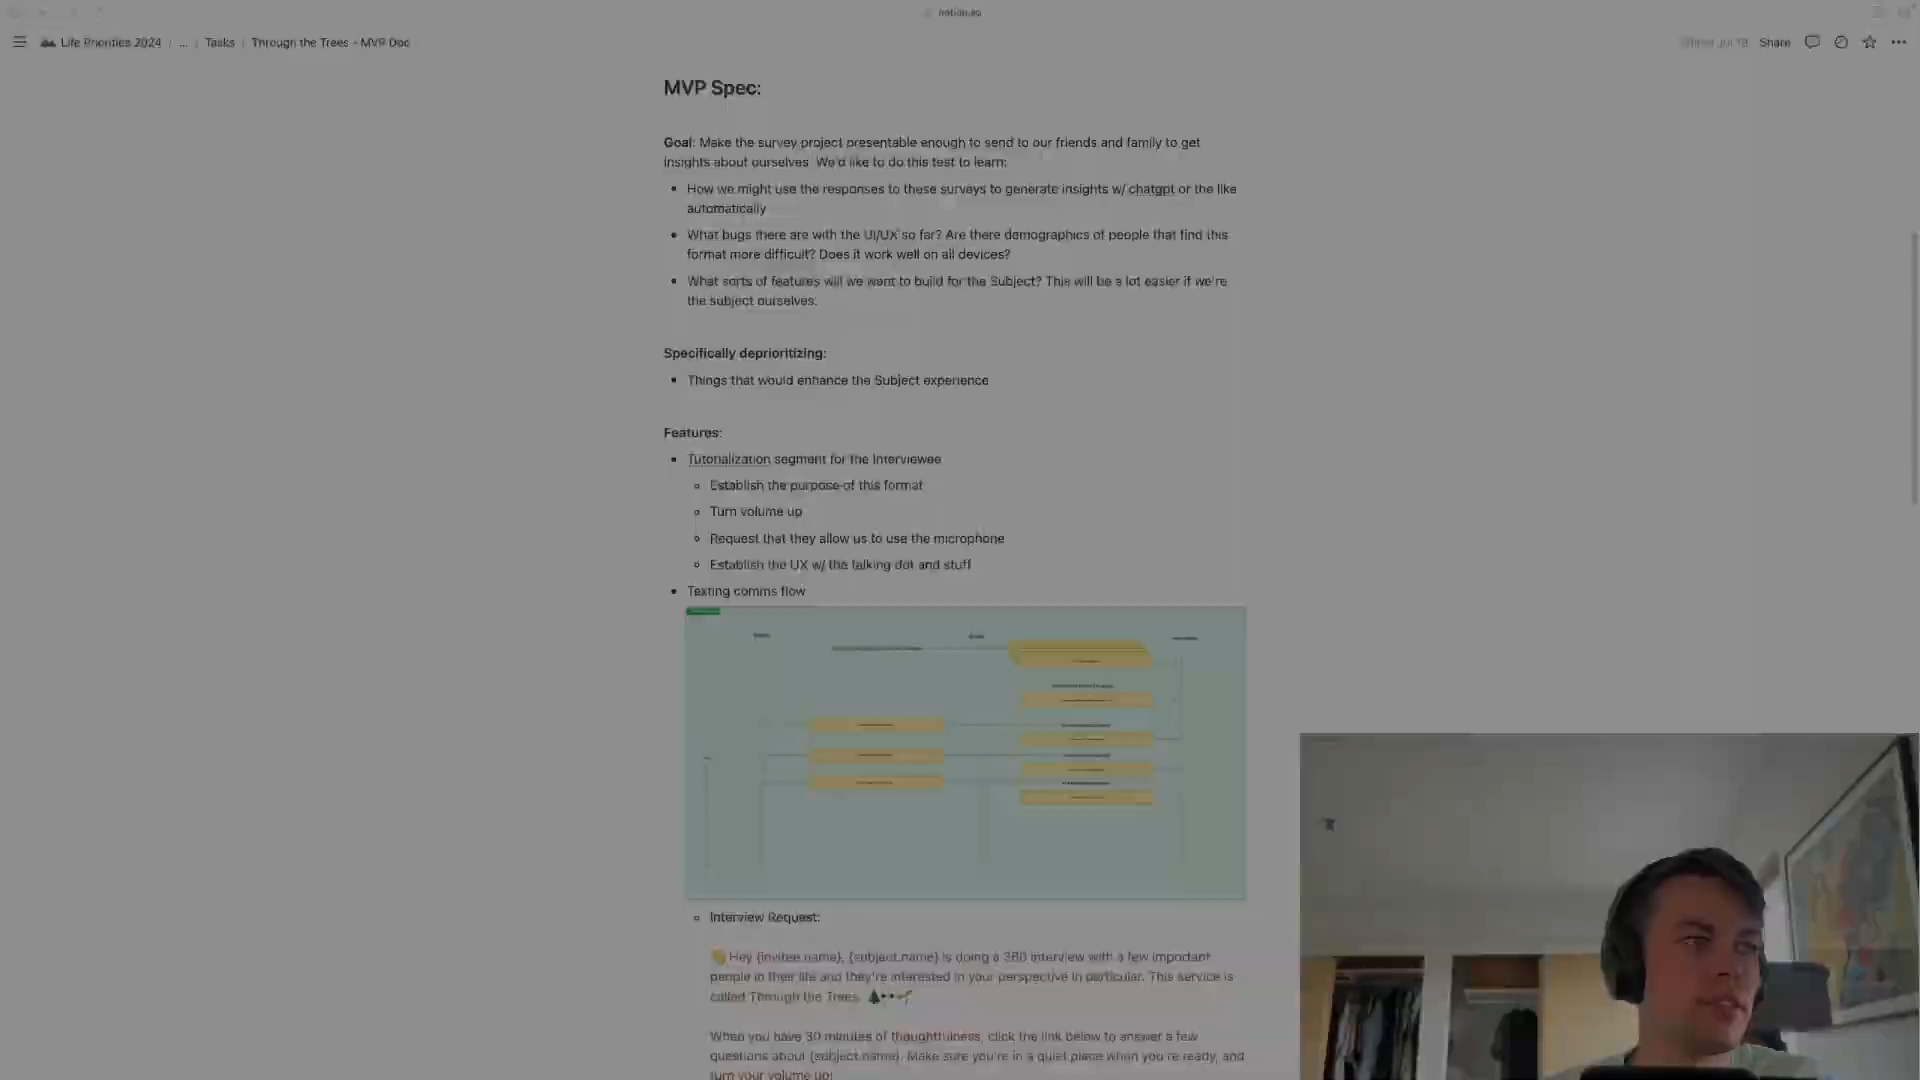 notion.so
Life Priorities 2024 / ... / Tasks / Through the Trees - MVP Doc
Edited Jul 19 Share
MVP Spec:
Goal: Make the survey project presentable enough to send to our friends and family to get
insights about ourselves. We'd like to do this test to learn:
• How we might use the responses to these surveys to generate insights w/ chatgpt or the like
automatically
• What bugs there are with the UI/UX so far? Are there demographics of people that find this
format more difficult? Does it work well on all devices?
• What sorts of features will we want to build for the Subject? This will be a lot easier if we're
the subject ourselves.
Specifically deprioritizing:
• Things that would enhance the Subject experience
Features:
• Tutorialization segment for the Interviewee
◦ Establish the purpose of this format
◦ Turn volume up
◦ Request that they allow us to use the microphone
◦ Establish the UX w/ the talking dot and stuff
• Texting comms flow
◦ Interview Request:
👋 Hey {invitee.name}, {subject.name} is doing a 360 interview with a few important
people in their life and they're interested in your perspective in particular. This service is
called Through the Trees.
When you have 30 minutes of thoughtfulness, click the link below to answer a few
questions about {subject.name}. Make sure you're in a quiet place when you're ready, and
turn your volume up!